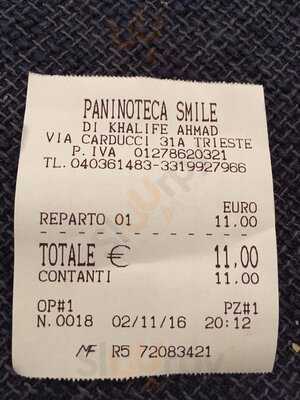 PANINOTECA SMILE
DI KHALIFE AHMAD
VIA CARDUCCI 31A TRIESTE
P. IVA 01278620321
TL. 040361483-3319927966
EURO
REPARTO 01 11.00
TOTALE € 11,00
CONTANTI 11.00
OP#1 PZ#1
N.0018 02/11/16 20:12
MF R5 72083421